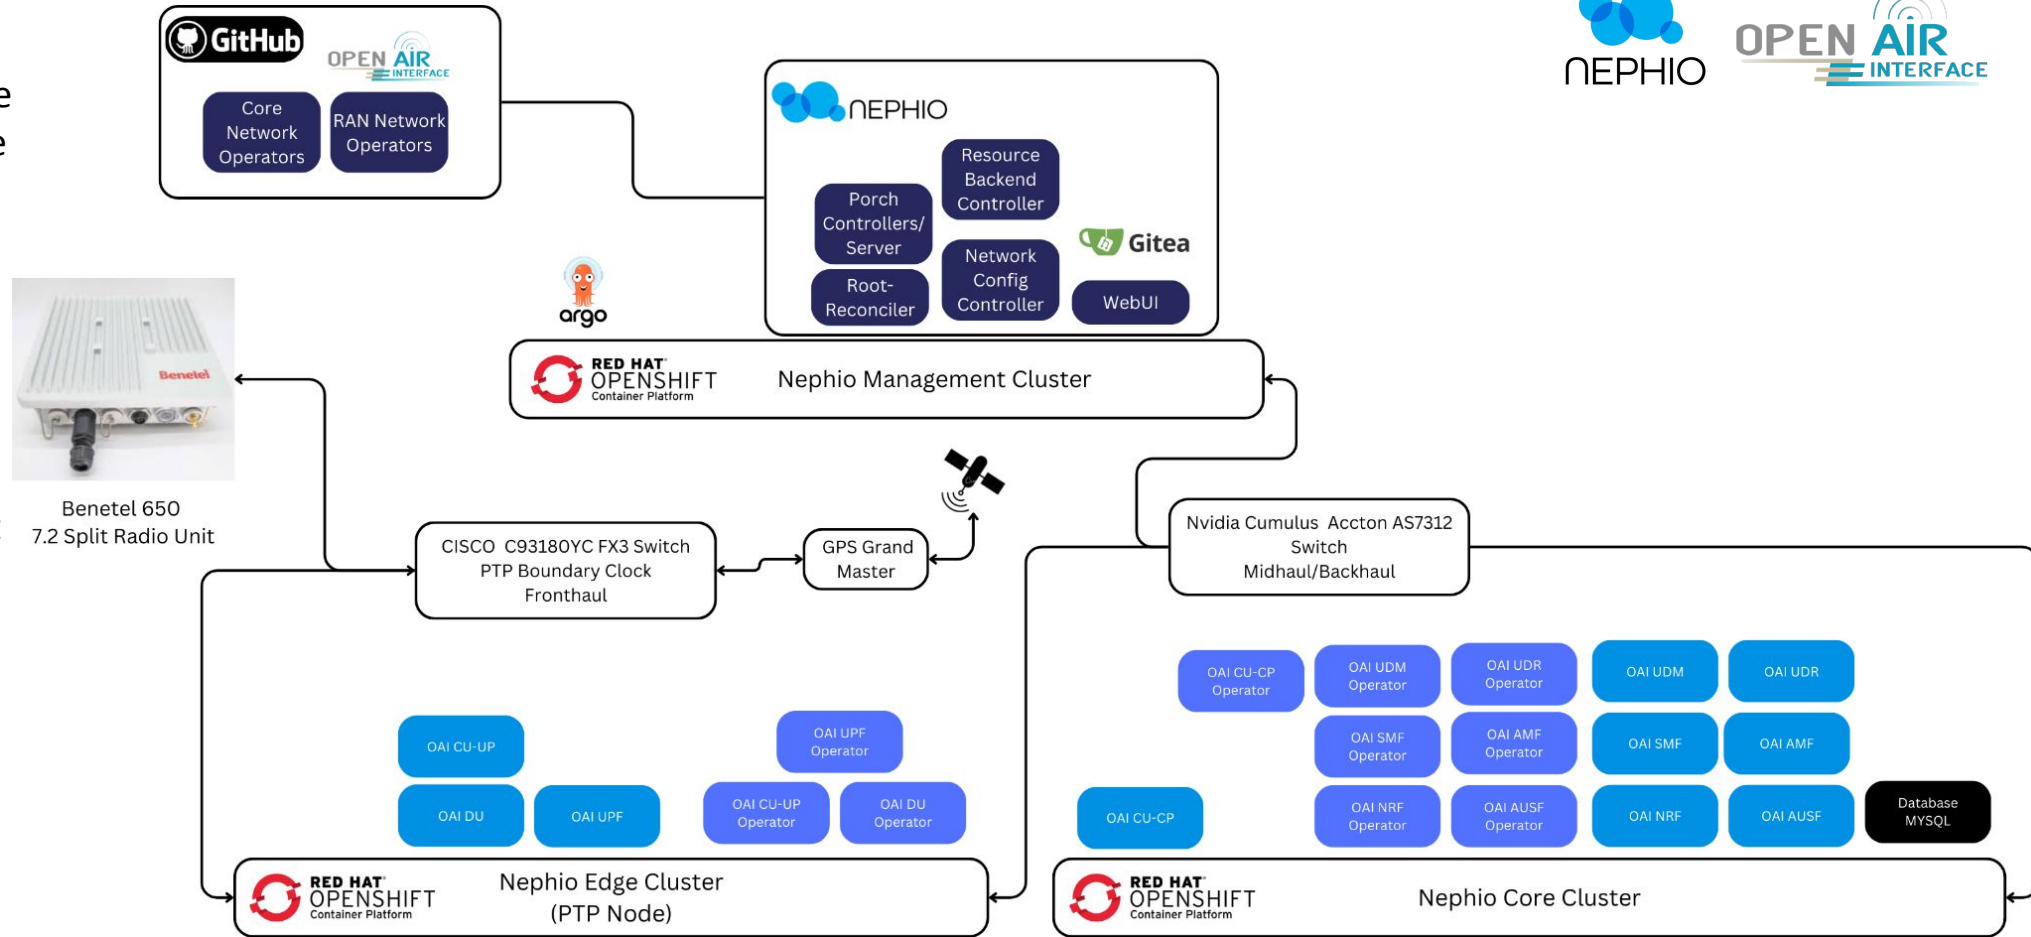 GitHub
OPEN AIR
INTERFACE
Core
Network
Operators
RAN Network
Operators
NEPHIO
Resource
Backend
Controller
Porch
Controllers/
Server
Network
Config
Controller
Root-
Reconciler
Gitea
WebUI
NEPHIO
OPEN AIR
INTERFACE
argo
RED HAT
OPENSHIFT
Container Platform
Nephio Management Cluster
Benetel
Benetel 650
7.2 Split Radio Unit
CISCO C93180YC FX3 Switch
PTP Boundary Clock
Fronthaul
GPS Grand
Master
Nvidia Cumulus Accton AS7312
Switch
Midhaul/Backhaul
OAI CU-UP
OAI DU
OAI UPF
OAI UPF
Operator
OAI CU-UP
Operator
OAI DU
Operator
RED HAT
OPENSHIFT
Container Platform
Nephio Edge Cluster
(PTP Node)
OAI CU-CP
Operator
OAI UDM
Operator
OAI UDR
Operator
OAI UDM
OAI UDR
OAI SMF
Operator
OAI AMF
Operator
OAI SMF
OAI AMF
OAI CU-CP
OAI NRF
Operator
OAI AUSF
Operator
OAI NRF
OAI AUSF
Database
MYSQL
RED HAT
OPENSHIFT
Container Platform
Nephio Core Cluster